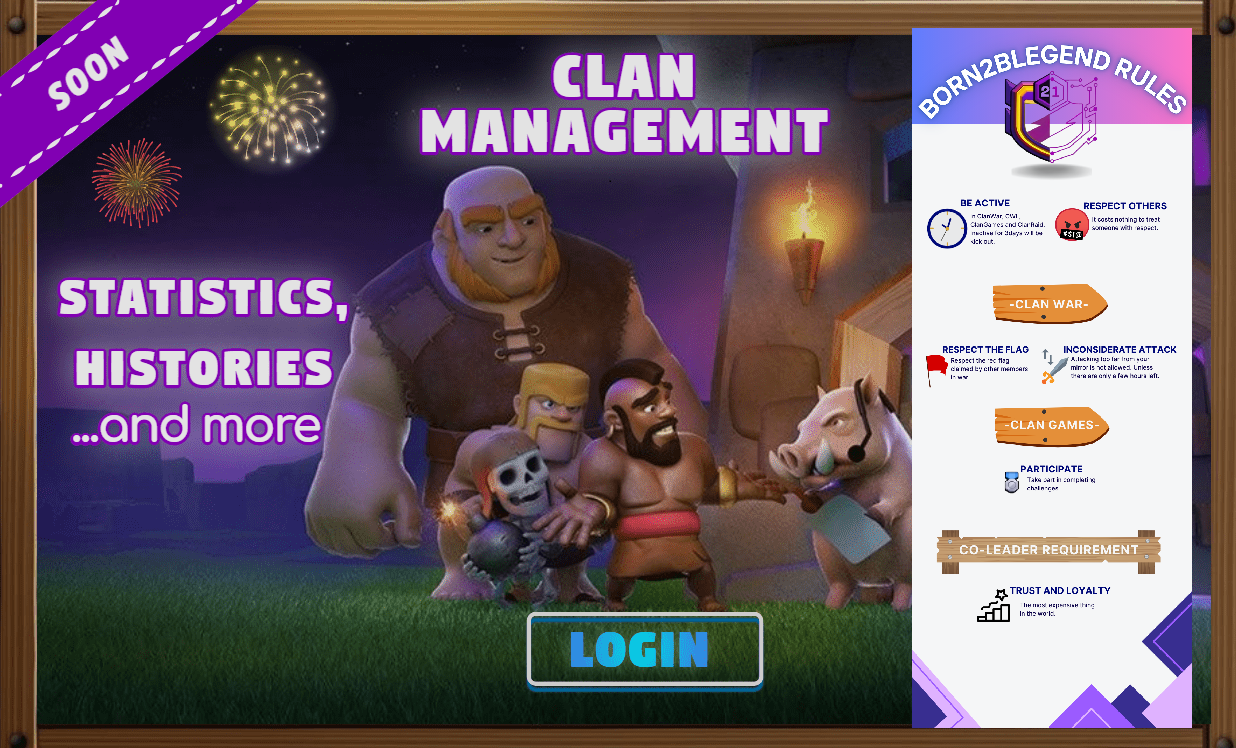 SOON
CLAN
MANAGEMENT
STATISTICS,
HISTORIES
...and more
LOGIN
BORN2BLEGEND RULES
21
BE ACTIVE
In ClanWar, CWL,
ClanGames and ClanRaid.
Inactive for 3days will be
kick out.
RESPECT OTHERS
It costs nothing to treat
someone with respect.
-CLAN WAR-
RESPECT THE FLAG
Respect the red flag
claimed by other members
in war
INCONSIDERATE ATTACK
Attacking too far from your
mirror is not allowed. Unless
there are only a few hours left.
-CLAN GAMES-
PARTICIPATE
Take part in completing
challenges
CO-LEADER REQUIREMENT
TRUST AND LOYALTY
The most expensive thing
in the world.